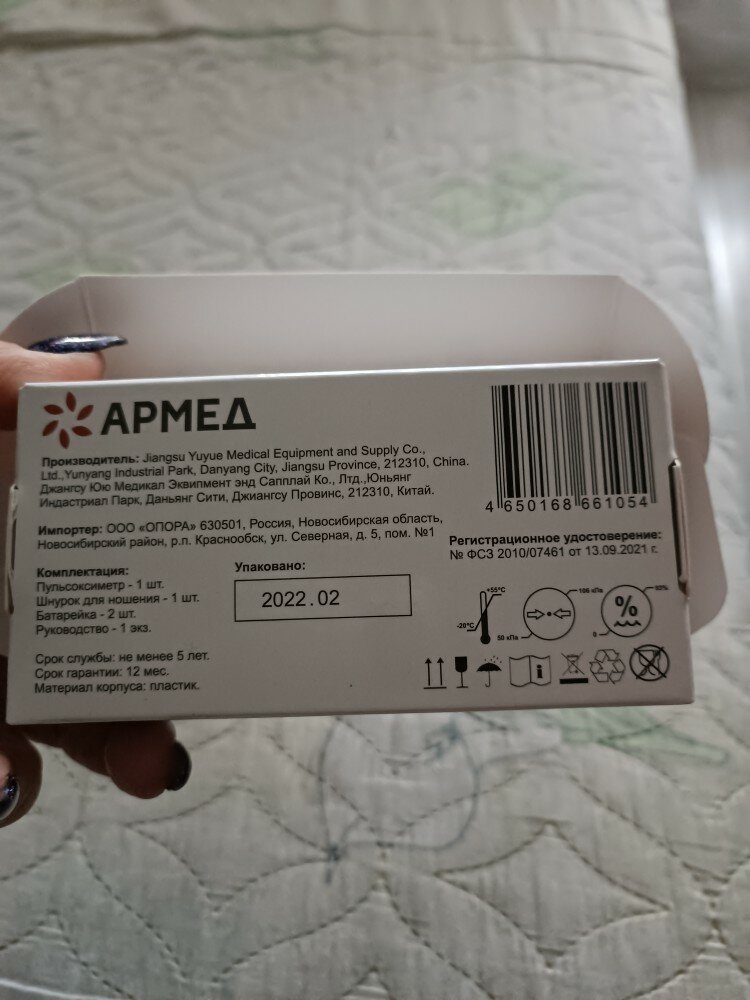 АРМЕД
Производитель: Jiangsu Yuyue Medical Equipment and Supply Co.,
Ltd.,Yunyang Industrial Park, Danyang City, Jiangsu Province, 212310, China.
Джангсу Юю Медикал Эквипмент энд Сапплай Ко., Лтд.,Юньянг
Индастриал Парк, Даньянг Сити, Джиангсу Провинс, 212310, Китай.
Импортер: ООО «ОПОРА» 630501, Россия, Новосибирская область,
Новосибирский район, р.п. Краснообск, ул. Северная, д. 5, пом. №1
4 650168 661054
Регистрационное удостоверение:
№ ФСЗ 2010/07461 от 13.09.2021 г.
Комплектация:
Пульсоксиметр - 1 шт.
Шнурок для ношения - 1 шт.
Батарейка - 2 шт.
Руководство - 1 экз.
Упаковано:
2022.02
+55°C
-20°C
106 кПа
50 кПа
93%
%
0
Срок службы: не менее 5 лет.
Срок гарантии: 12 мес.
Материал корпуса: пластик.